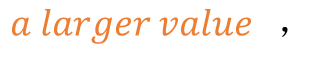 a larger value ,